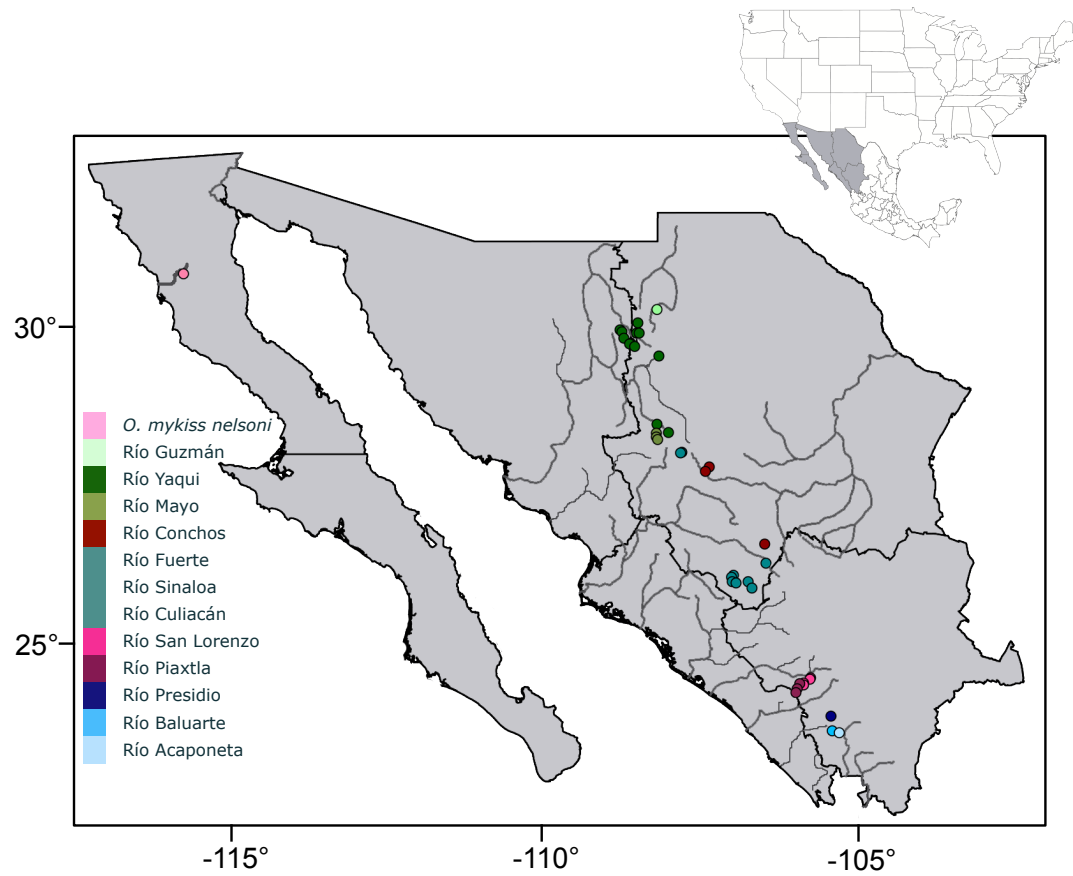 30°
O. mykiss nelsoni
Río Guzmán
Río Yaqui
Río Mayo
Río Conchos
Río Fuerte
Río Sinaloa
Río Culiacán
Río San Lorenzo
Río Piaxtla
Río Presidio
Río Baluarte
Río Acaponeta
25°
-115°
-110°
-105°